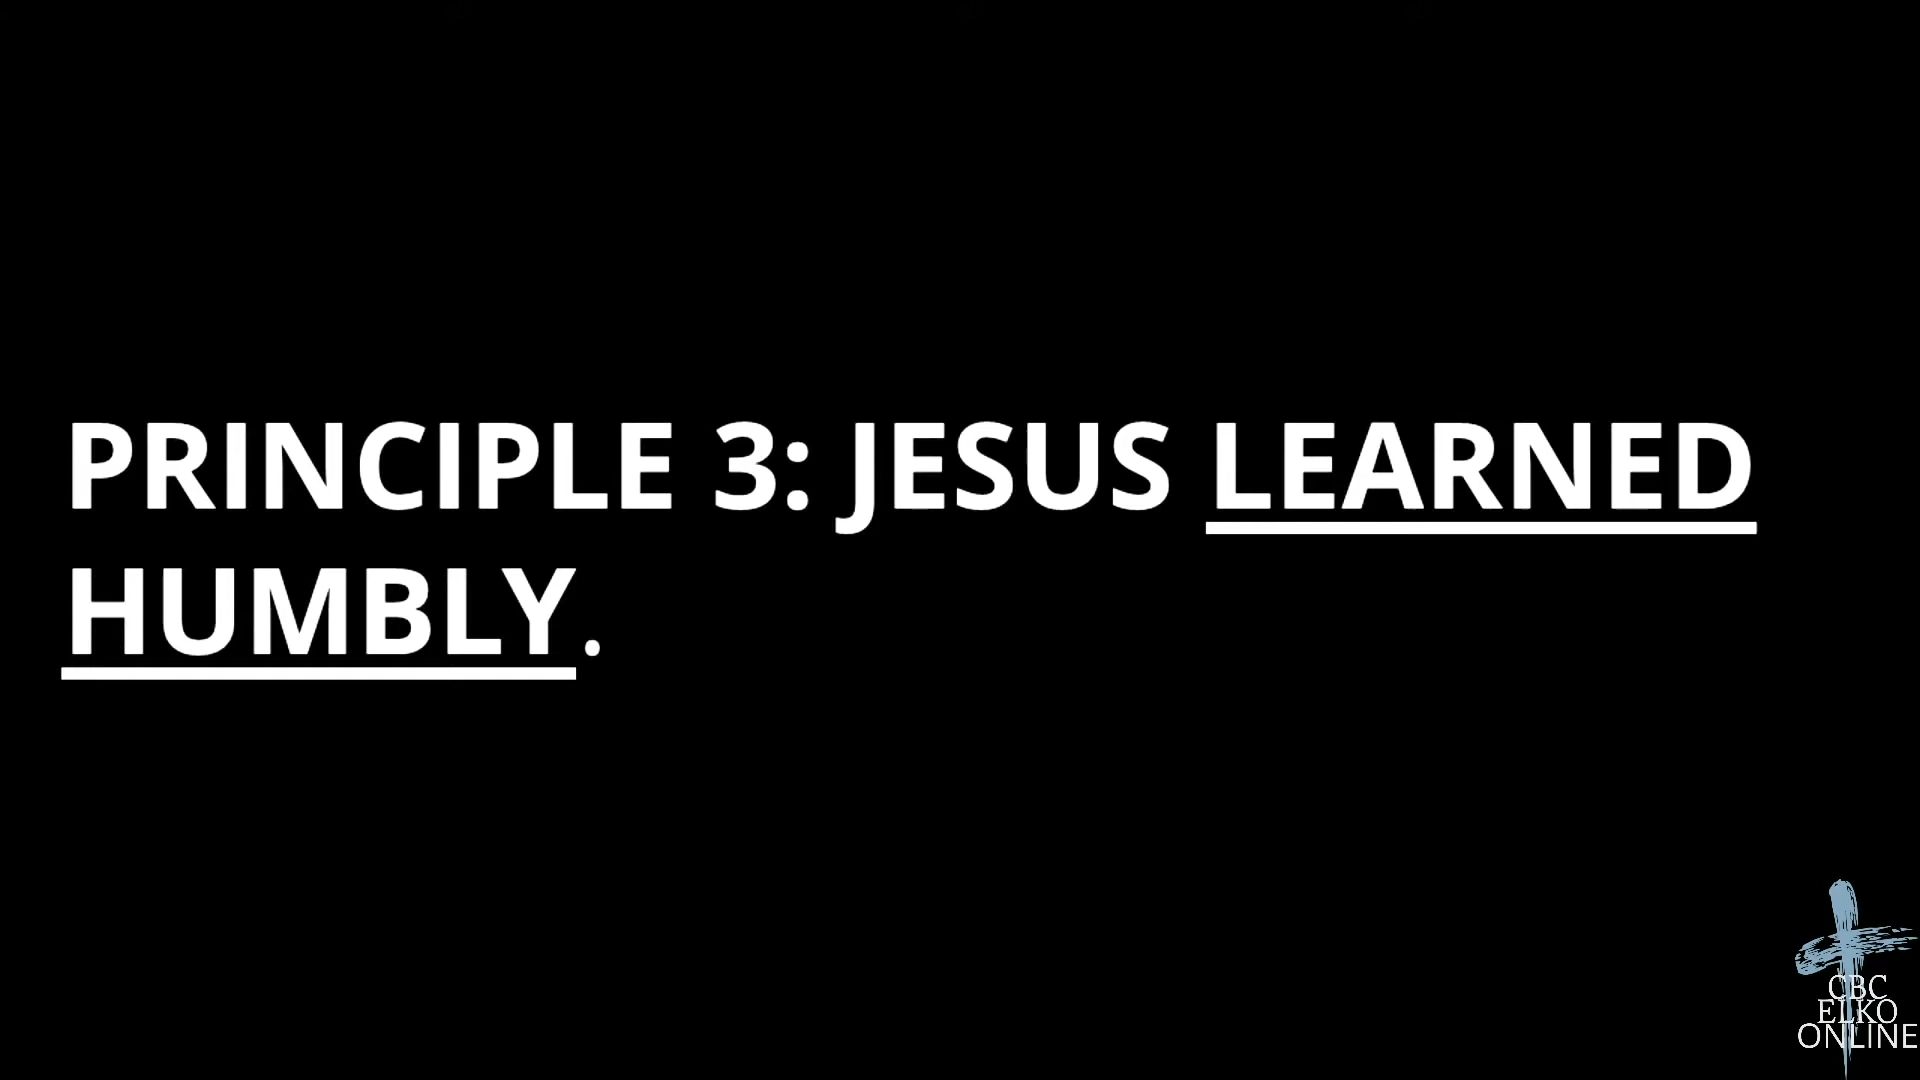 PRINCIPLE 3: JESUS LEARNED
HUMBLY.
CBC
ELKO
ONLINE